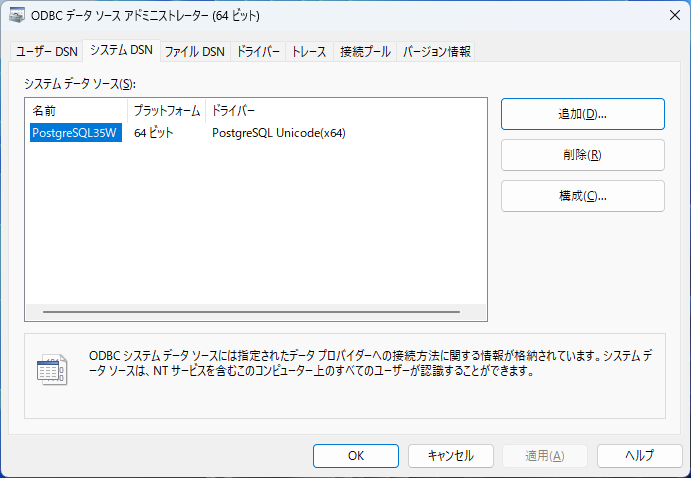 ODBC データ ソース アドミニストレーター (64 ビット)
ユーザー DSN システム DSN ファイル DSN ドライバー トレース 接続プール バージョン情報
システム データ ソース(S):
名前 プラットフォーム ドライバー
PostgreSQL35W 64 ビット PostgreSQL Unicode(x64)
追加(D)...
削除(R)
構成(C)...
ODBC システム データ ソースには指定されたデータ プロバイダーへの接続方法に関する情報が格納されています。システム デ
ータ ソースは、NT サービスを含むこのコンピューター上のすべてのユーザーが認識することができます。
OK キャンセル 適用(A) ヘルプ